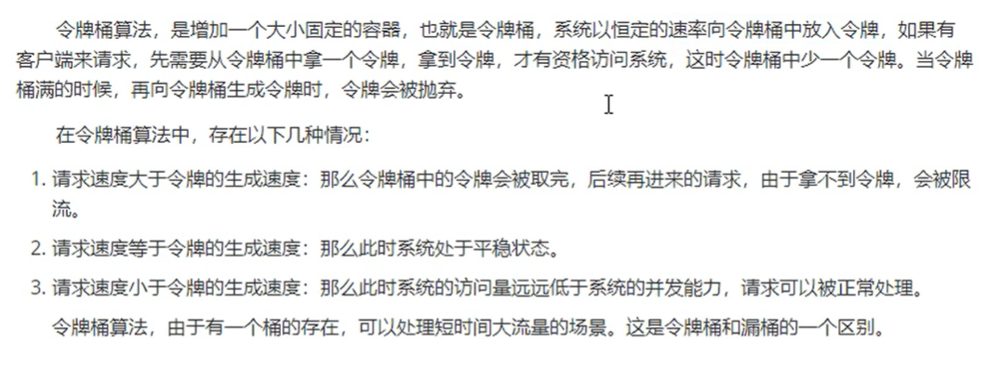 令牌桶算法，是增加一个大小固定的容器，也就是令牌桶，系统以恒定的速率向令牌桶中放入令牌，如果有
客户端来请求，先需要从令牌桶中拿一个令牌，拿到令牌，才有资格访问系统，这时令牌桶中少一个令牌。当令牌
桶满的时候，再向令牌桶生成令牌时，令牌会被抛弃。
在令牌桶算法中，存在以下几种情况：
1. 请求速度大于令牌的生成速度：那么令牌桶中的令牌会被取完，后续再进来的请求，由于拿不到令牌，会被限
流。
2. 请求速度等于令牌的生成速度：那么此时系统处于平稳状态。
3. 请求速度小于令牌的生成速度：那么此时系统的访问量远远低于系统的并发能力，请求可以被正常处理。
令牌桶算法，由于有一个桶的存在，可以处理短时间大流量的场景。这是令牌桶和漏桶的一个区别。